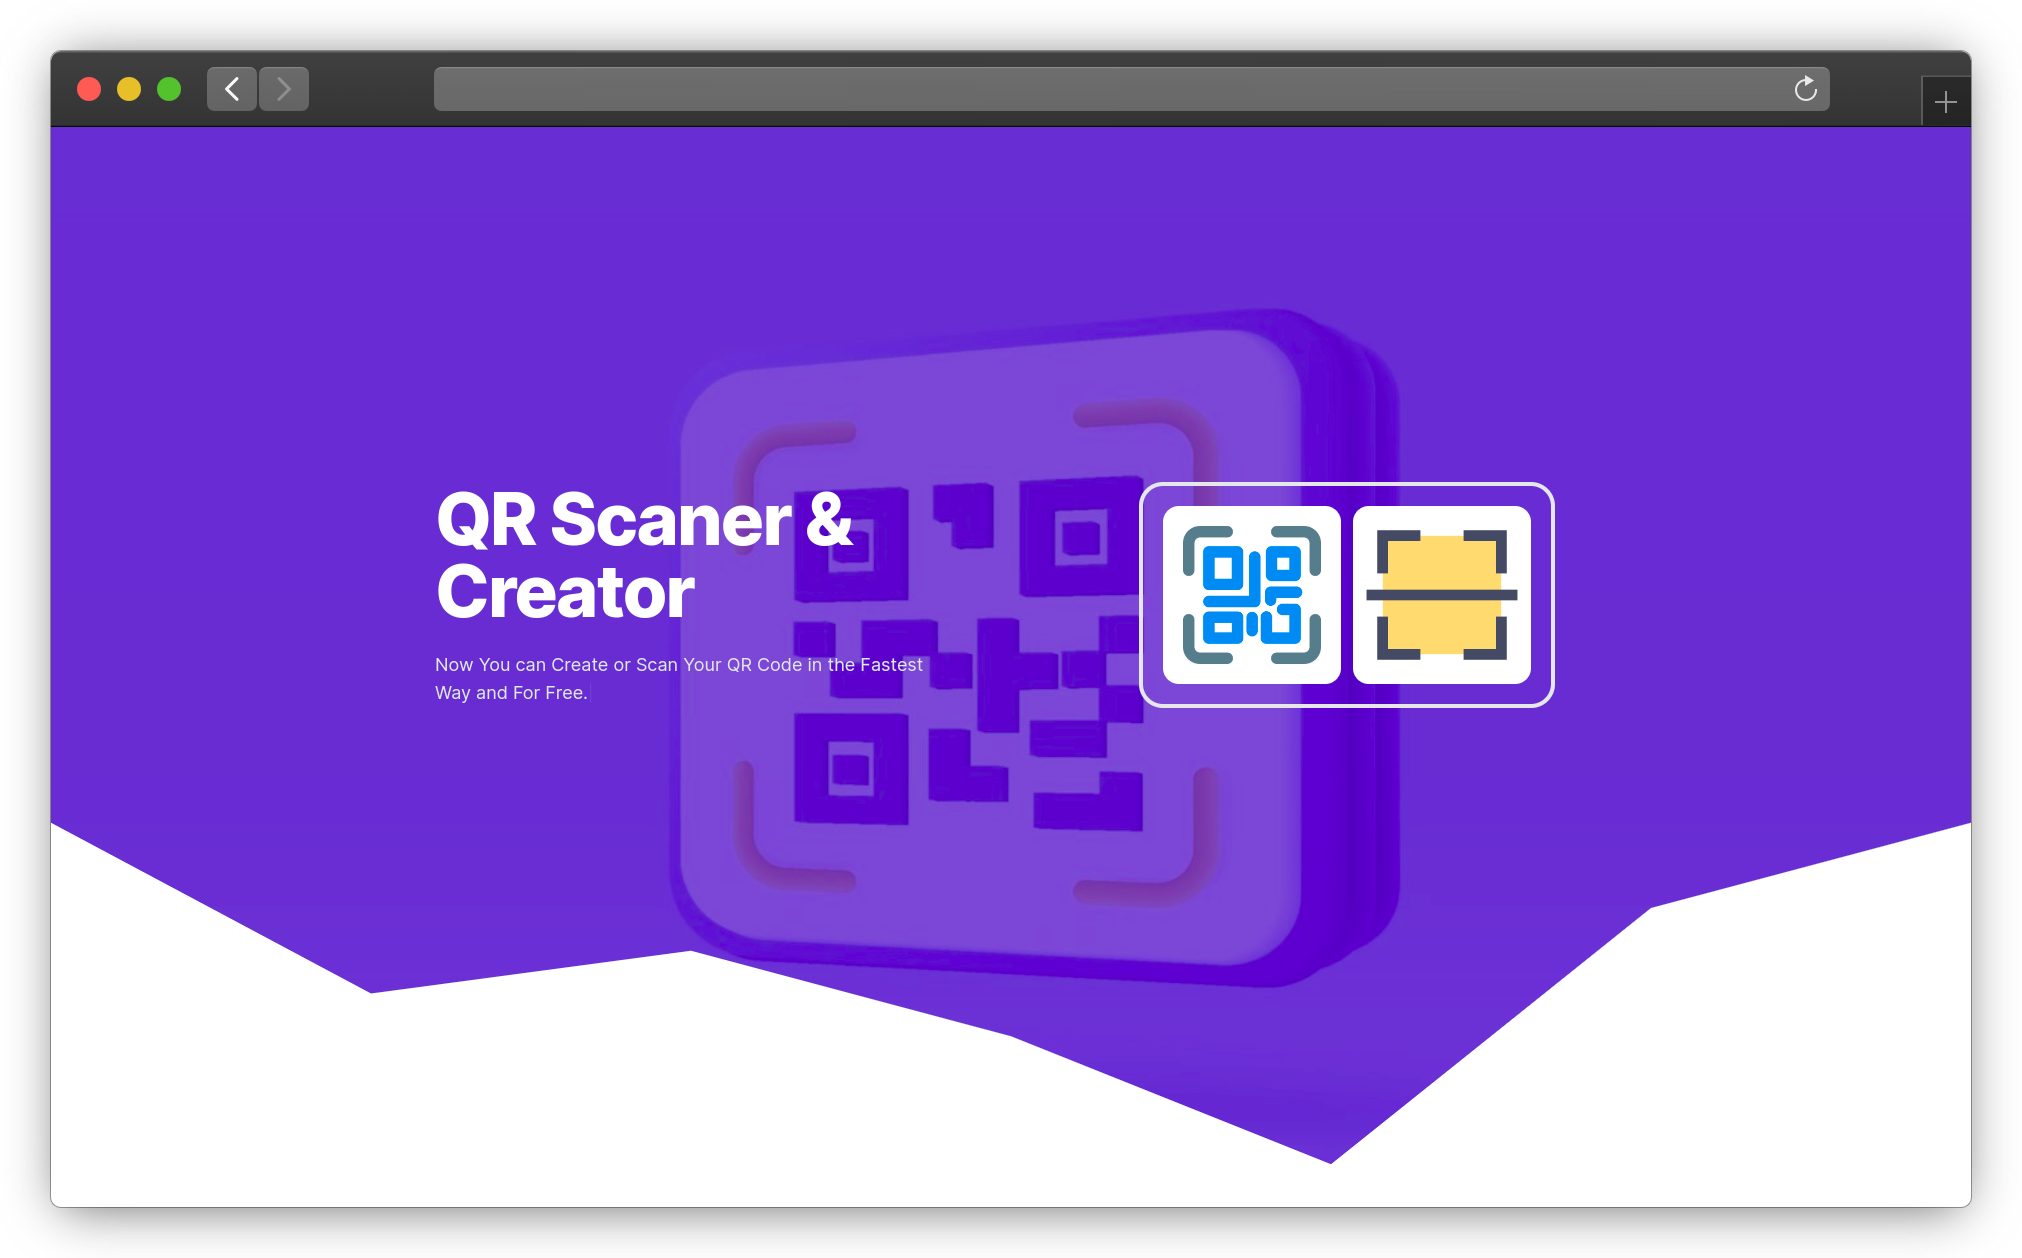 QR Scaner &
Creator
Now You can Create or Scan Your QR Code in the Fastest
Way and For Free.